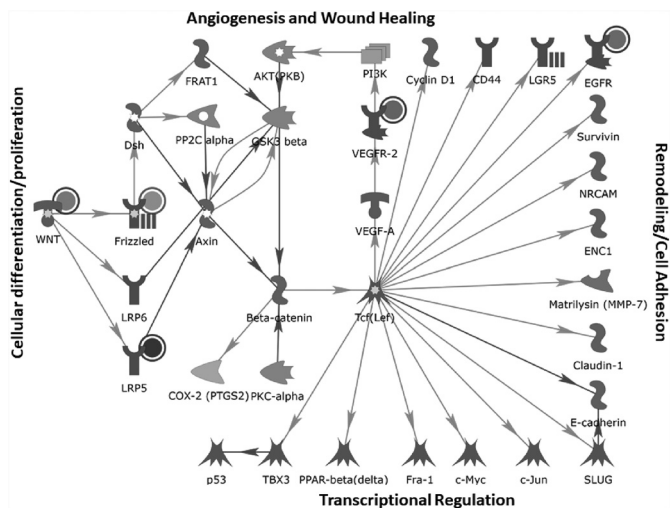 Angiogenesis and Wound Healing
Cellular differentiation/proliferation
Remodeling/Cell Adhesion
FRAT1
AKT(PKB)
PI3K
Cyclin D1
CD44
LGR5
EGFR
Dsh
PP2C alpha
GSK3 beta
VEGFR-2
Survivin
NRCAM
WNT
Frizzled
Axin
VEGF-A
ENC1
LRP6
Beta-catenin
Tcf(Lef)
Matrilysin (MMP-7)
Claudin-1
LRP5
COX-2 (PTGS2)
PKC-alpha
E-cadherin
p53
TBX3
PPAR-beta(delta)
Fra-1
c-Myc
c-Jun
SLUG
Transcriptional Regulation